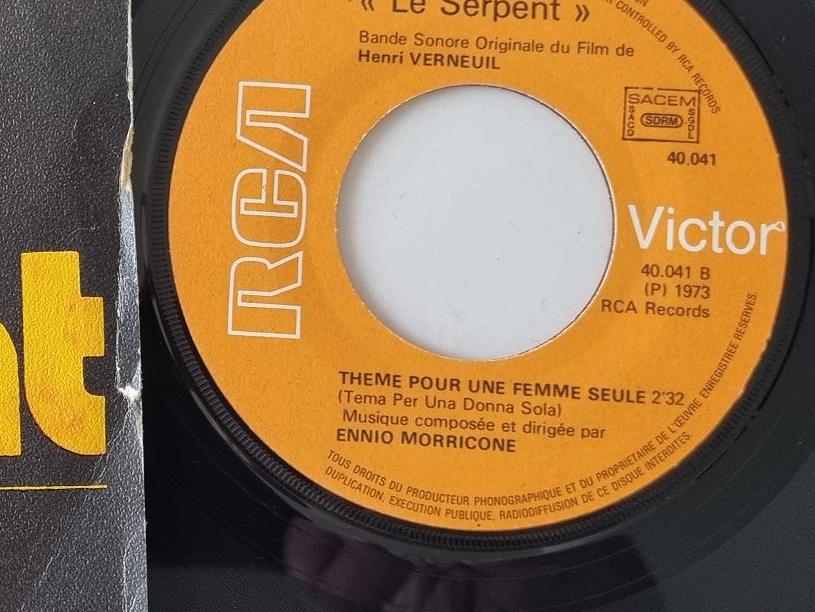 « Le Serpent »
Bande Sonore Originale du Film de
Henri VERNEUIL
CONTROLLED BY RCA RECORDS
RCA
SACEM
SACD
SDRM
SGDL
40.041
Victor
40.041 B
(P) 1973
RCA Records
THEME POUR UNE FEMME SEULE 2'32
(Tema Per Una Donna Sola)
Musique composée et dirigée par
ENNIO MORRICONE
TOUS DROITS DU PRODUCTEUR PHONOGRAPHIQUE ET DU PROPRIETAIRE DE L'ŒUVRE ENREGISTREE RESERVES.
DUPLICATION, EXECUTION PUBLIQUE, RADIODIFFUSION DE CE DISQUE INTERDITES.
nt